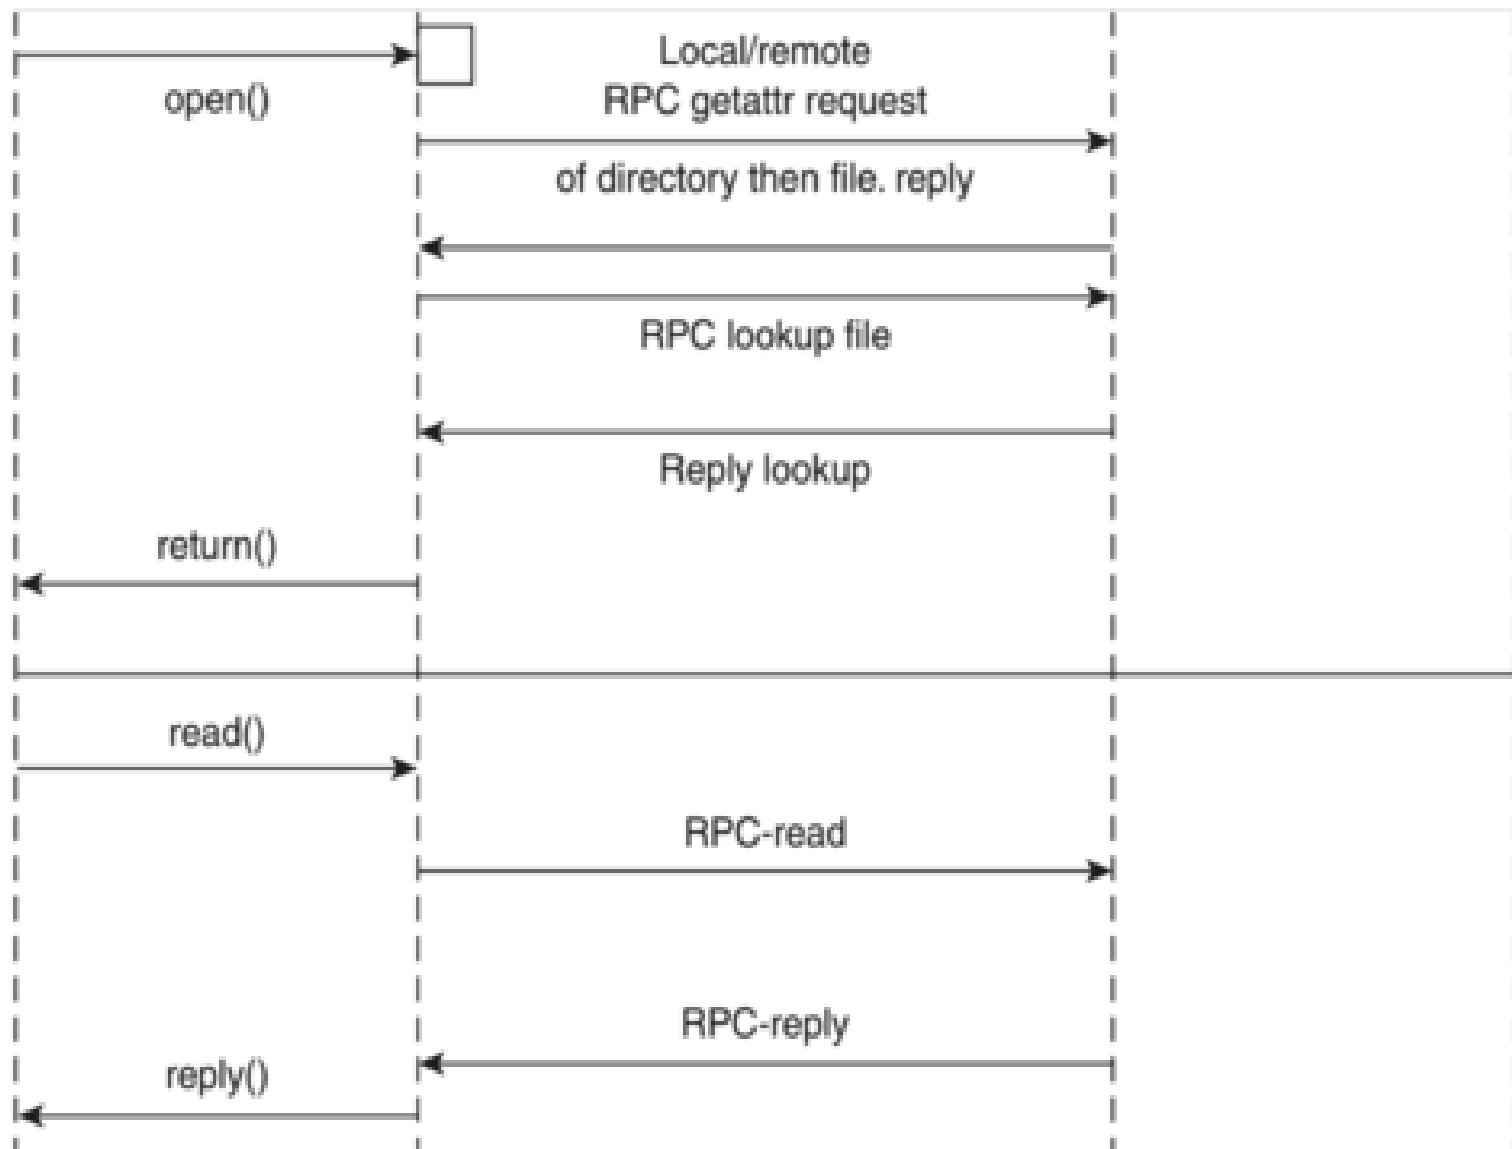 Local/remote
open()
RPC getattr request
of directory then file. reply
RPC lookup file
Reply lookup
return()
read()
RPC-read
RPC-reply
reply()